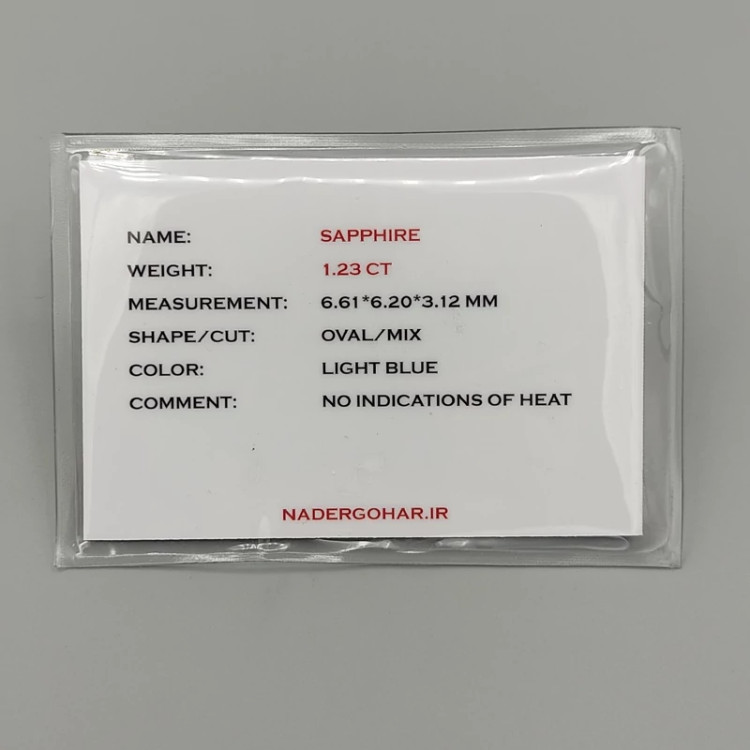 NAME: SAPPHIRE
WEIGHT: 1.23 CT
MEASUREMENT: 6.61*6.20*3.12 MM
SHAPE/CUT: OVAL/MIX
COLOR: LIGHT BLUE
COMMENT: NO INDICATIONS OF HEAT
NADERGOHAR.IR